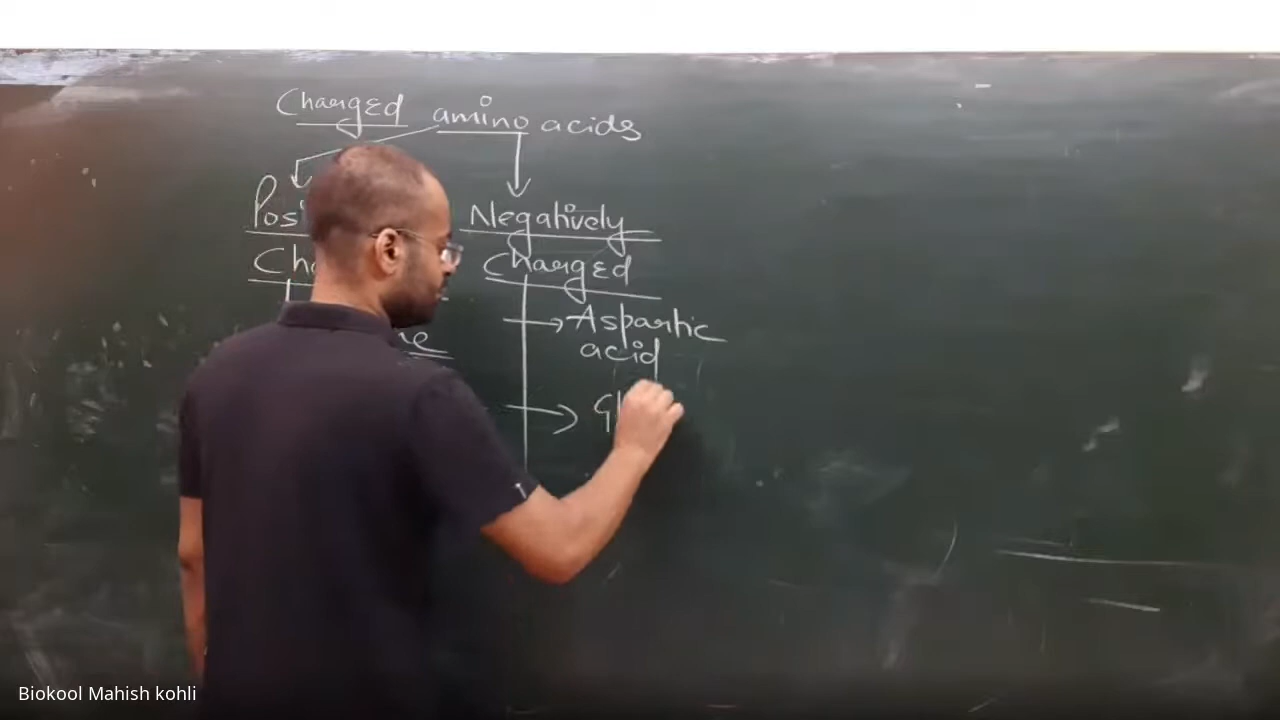 Charged amino acids
Negatively
Charged
Aspartic
acid
Biokool Mahish kohli